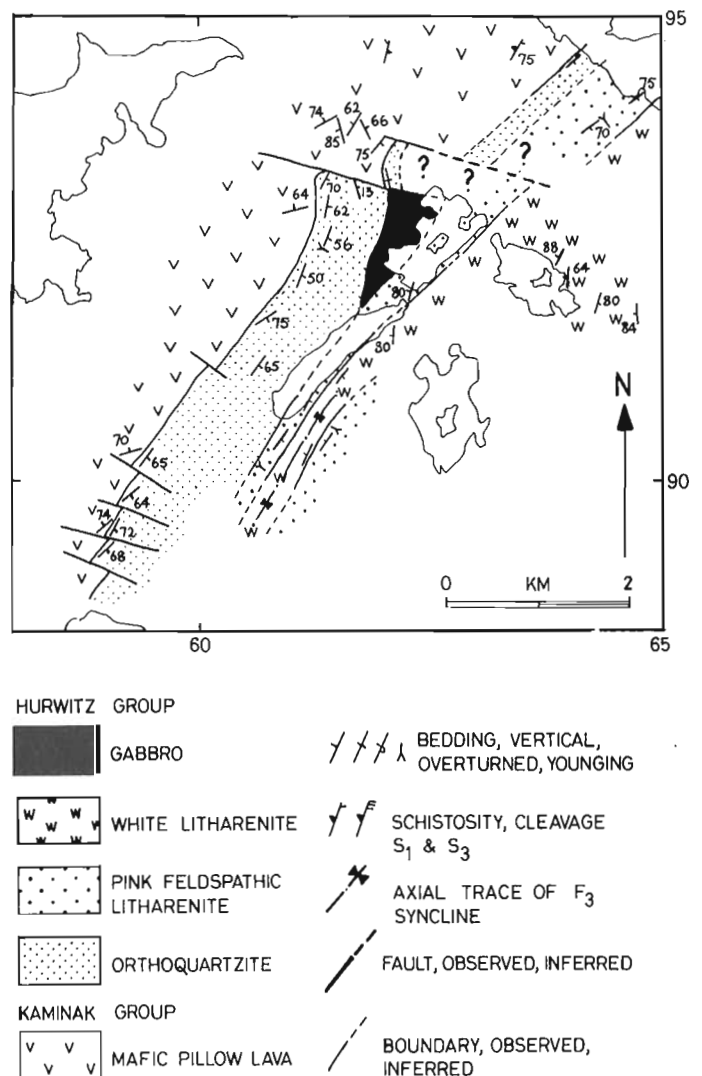 95
75
75
74
62
66
85
75
70
W
? ? ?
64
70
13
62
56
50
88
64
80
80
84
75
80
65
N
70
65
90
64
74
72
68
0 KM 2
60
65
HURWITZ GROUP
GABBRO
WHITE LITHARENITE
PINK FELDSPATHIC
LITHARENITE
ORTHOQUARTZITE
KAMINAK GROUP
MAFIC PILLOW LAVA
BEDDING, VERTICAL,
OVERTURNED, YOUNGING
SCHISTOSITY, CLEAVAGE
S1 & S3
AXIAL TRACE OF F3
SYNCLINE
FAULT, OBSERVED, INFERRED
BOUNDARY, OBSERVED,
INFERRED